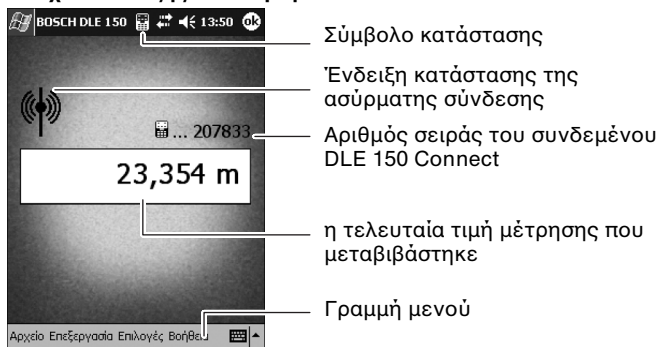 BOSCH DLE 150 13:50 ok
Σύμβολο κατάστασης
Ένδειξη κατάστασης της
ασύρματης σύνδεσης
... 207833
Αριθμός σειράς του συνδεμένου
DLE 150 Connect
23,354 m
η τελευταία τιμή μέτρησης που
μεταβιβάστηκε
Γραμμή μενού
Αρχείο Επεξεργασία Επιλογές